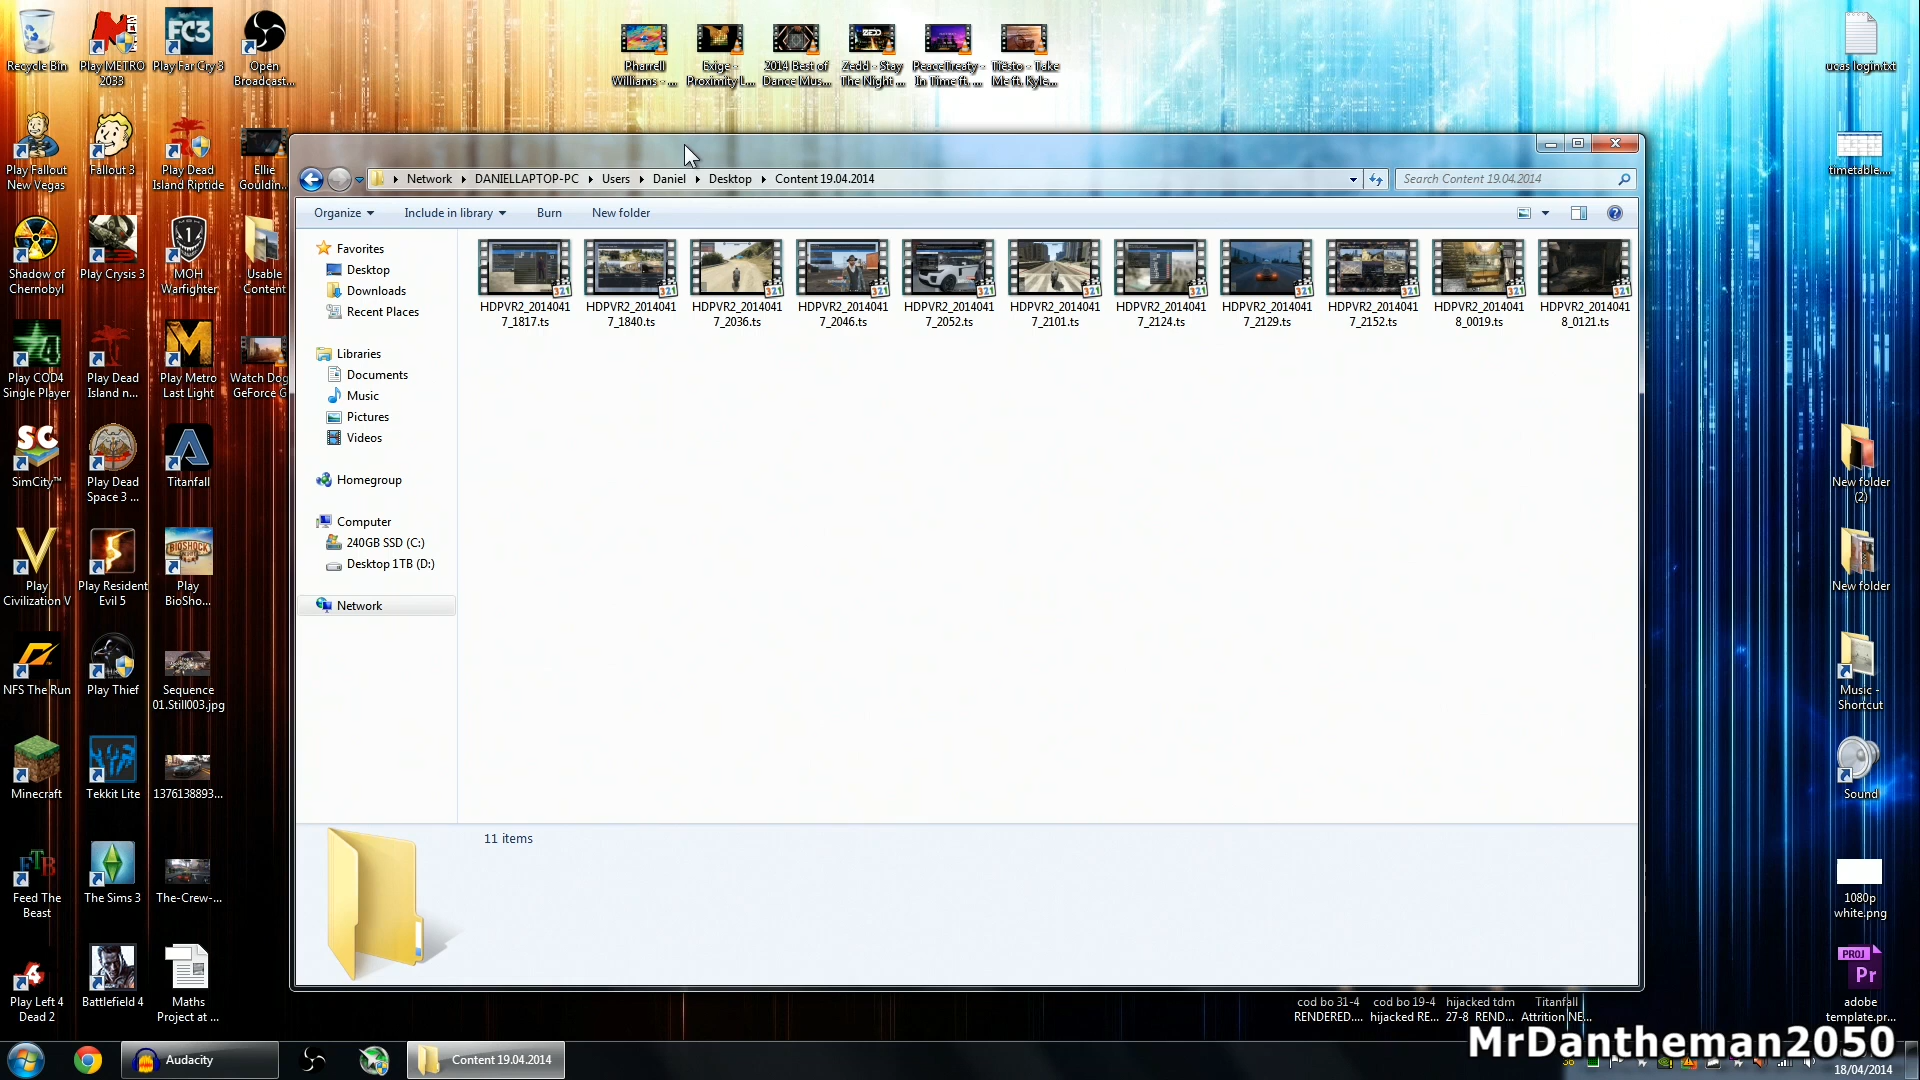 Recycle Bin
Play METRO 2033
Play Far Cry 3
Open Broadcast...
Pharrell Williams - ...
Exige - Proximity L...
2014 Best of Dance Mus...
Zedd - Stay The Night ...
PeaceTreaty - In Time ft. ...
Tiësto - Take Me ft. Kyle...
ucas login.txt
Play Fallout New Vegas
Fallout 3
Play Dead Island Riptide
Ellie Gouldin...
timetable....
Network
DANIELLAPTOP-PC
Users
Daniel
Desktop
Content 19.04.2014
Search Content 19.04.2014
Organize
Include in library
Burn
New folder
Favorites
Desktop
Downloads
Recent Places
Libraries
Documents
Music
Pictures
Videos
Homegroup
Computer
240GB SSD (C:)
Desktop 1TB (D:)
Network
HDPVR2_20140417_1817.ts
HDPVR2_20140417_1840.ts
HDPVR2_20140417_2036.ts
HDPVR2_20140417_2046.ts
HDPVR2_20140417_2052.ts
HDPVR2_20140417_2101.ts
HDPVR2_20140417_2124.ts
HDPVR2_20140417_2129.ts
HDPVR2_20140417_2152.ts
HDPVR2_20140418_0019.ts
HDPVR2_20140418_0121.ts
11 items
Shadow of Chernobyl
Play Crysis 3
MOH Warfighter
Usable Content
Play COD4 Single Player
Play Dead Island n...
Play Metro Last Light
Watch Dog GeForce G
SimCity™
Play Dead Space 3 ...
Titanfall
New folder (2)
Play Civilization V
Play Resident Evil 5
Play BioSho...
New folder
NFS The Run
Play Thief
Sequence 01.Still003.jpg
Music - Shortcut
Minecraft
Tekkit Lite
1376138893...
Sound
Feed The Beast
The Sims 3
The-Crew-...
1080p white.png
Play Left 4 Dead 2
Battlefield 4
Maths Project at ...
cod bo 31-4 RENDERED....
cod bo 19-4 hijacked RE...
hijacked tdm 27-8 REND...
Titanfall Attrition NE...
PROJ
Pr
adobe template.pr...
MrDantheman2050
Audacity
Content 19.04.2014
18/04/2014